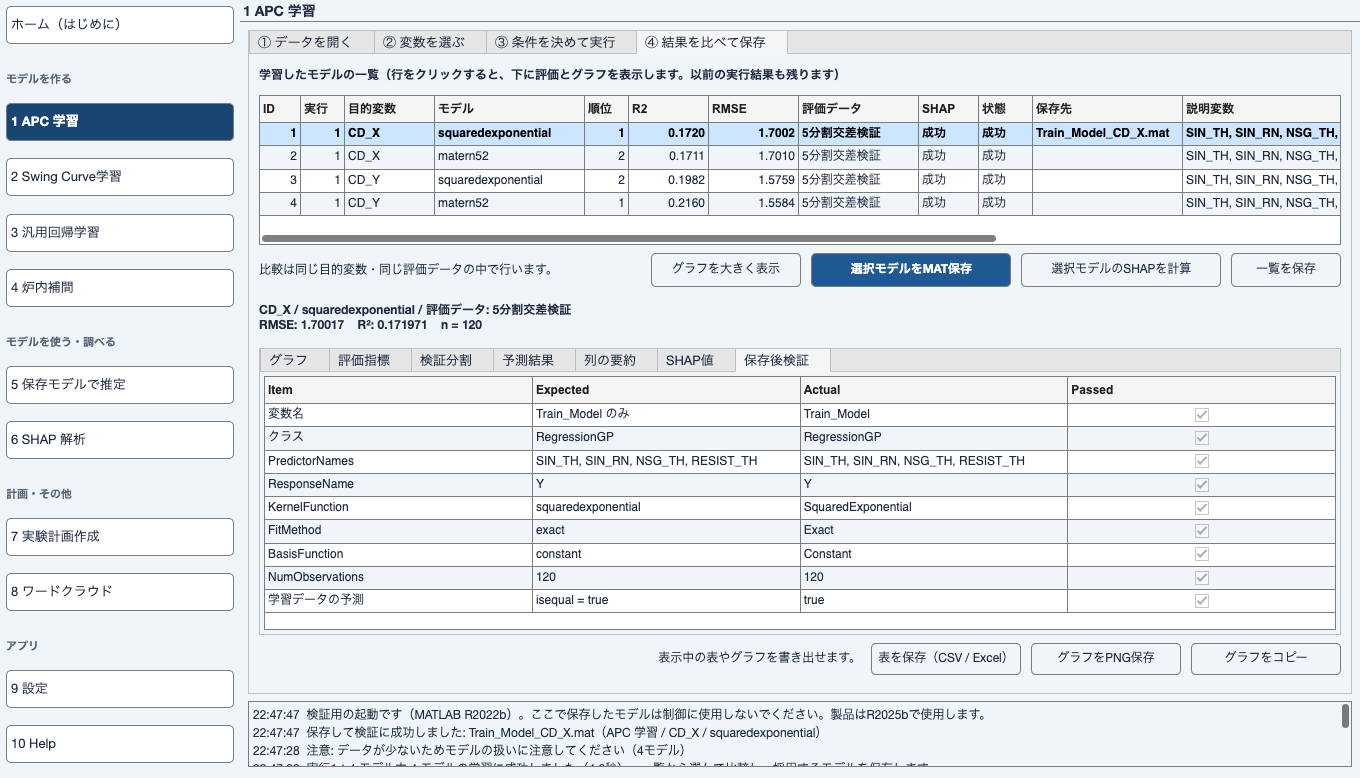 ホーム（はじめに）
モデルを作る
1 APC 学習
2 Swing Curve学習
3 汎用回帰学習
4 炉内補間
モデルを使う・調べる
5 保存モデルで推定
6 SHAP 解析
計画・その他
7 実験計画作成
8 ワードクラウド
アプリ
9 設定
10 Help
1 APC 学習
① データを開く ② 変数を選ぶ ③ 条件を決めて実行 ④ 結果を比べて保存
学習したモデルの一覧（行をクリックすると、下に評価とグラフを表示します。以前の実行結果も残ります）
ID 実行 目的変数 モデル 順位 R2 RMSE 評価データ SHAP 状態 保存先 説明変数
1 1 CD_X squaredexponential 1 0.1720 1.7002 5分割交差検証 成功 成功 Train_Model_CD_X.mat SIN_TH, SIN_RN, NSG_TH,
2 1 CD_X matern52 2 0.1711 1.7010 5分割交差検証 成功 成功 SIN_TH, SIN_RN, NSG_TH,
3 1 CD_Y squaredexponential 2 0.1982 1.5759 5分割交差検証 成功 成功 SIN_TH, SIN_RN, NSG_TH,
4 1 CD_Y matern52 1 0.2160 1.5584 5分割交差検証 成功 成功 SIN_TH, SIN_RN, NSG_TH,
比較は同じ目的変数・同じ評価データの中で行います。 グラフを大きく表示 選択モデルをMAT保存 選択モデルのSHAPを計算 一覧を保存
CD_X / squaredexponential / 評価データ: 5分割交差検証
RMSE: 1.70017 R²: 0.171971 n = 120
グラフ 評価指標 検証分割 予測結果 列の要約 SHAP値 保存後検証
Item Expected Actual Passed
変数名 Train_Model のみ Train_Model
クラス RegressionGP RegressionGP
PredictorNames SIN_TH, SIN_RN, NSG_TH, RESIST_TH SIN_TH, SIN_RN, NSG_TH, RESIST_TH
ResponseName Y Y
KernelFunction squaredexponential SquaredExponential
FitMethod exact Exact
BasisFunction constant Constant
NumObservations 120 120
学習データの予測 isequal = true true
表示中の表やグラフを書き出せます。 表を保存（CSV / Excel） グラフをPNG保存 グラフをコピー
22:47:47 検証用の起動です（MATLAB R2022b）。ここで保存したモデルは制御に使用しないでください。製品はR2025bで使用します。
22:47:47 保存して検証に成功しました: Train_Model_CD_X.mat（APC 学習 / CD_X / squaredexponential）
22:47:28 注意: データが少ないためモデルの扱いに注意してください（4モデル）